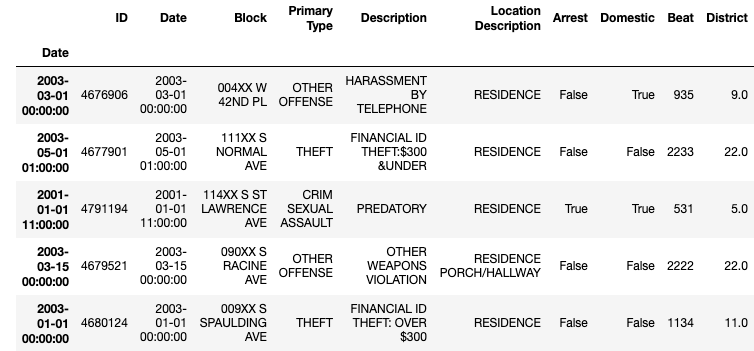 ID
Date
Block
Primary
Type
Description
Location
Description
Arrest
Domestic
Beat
District
Date
2003-
03-01
00:00:00
4676906
2003-
03-01
00:00:00
004XX W
42ND PL
OTHER
OFFENSE
HARASSMENT
BY
TELEPHONE
RESIDENCE
False
True
935
9.0
2003-
05-01
01:00:00
4677901
2003-
05-01
01:00:00
111XX S
NORMAL
AVE
THEFT
FINANCIAL ID
THEFT:$300
&UNDER
RESIDENCE
False
False
2233
22.0
2001-
01-01
11:00:00
4791194
2001-
01-01
11:00:00
114XX S ST
LAWRENCE
AVE
CRIM
SEXUAL
ASSAULT
PREDATORY
RESIDENCE
True
True
531
5.0
2003-
03-15
00:00:00
4679521
2003-
03-15
00:00:00
090XX S
RACINE
AVE
OTHER
OFFENSE
OTHER
WEAPONS
VIOLATION
RESIDENCE
PORCH/HALLWAY
False
False
2222
22.0
2003-
01-01
00:00:00
4680124
2003-
01-01
00:00:00
009XX S
SPAULDING
AVE
THEFT
FINANCIAL ID
THEFT: OVER
$300
RESIDENCE
False
False
1134
11.0